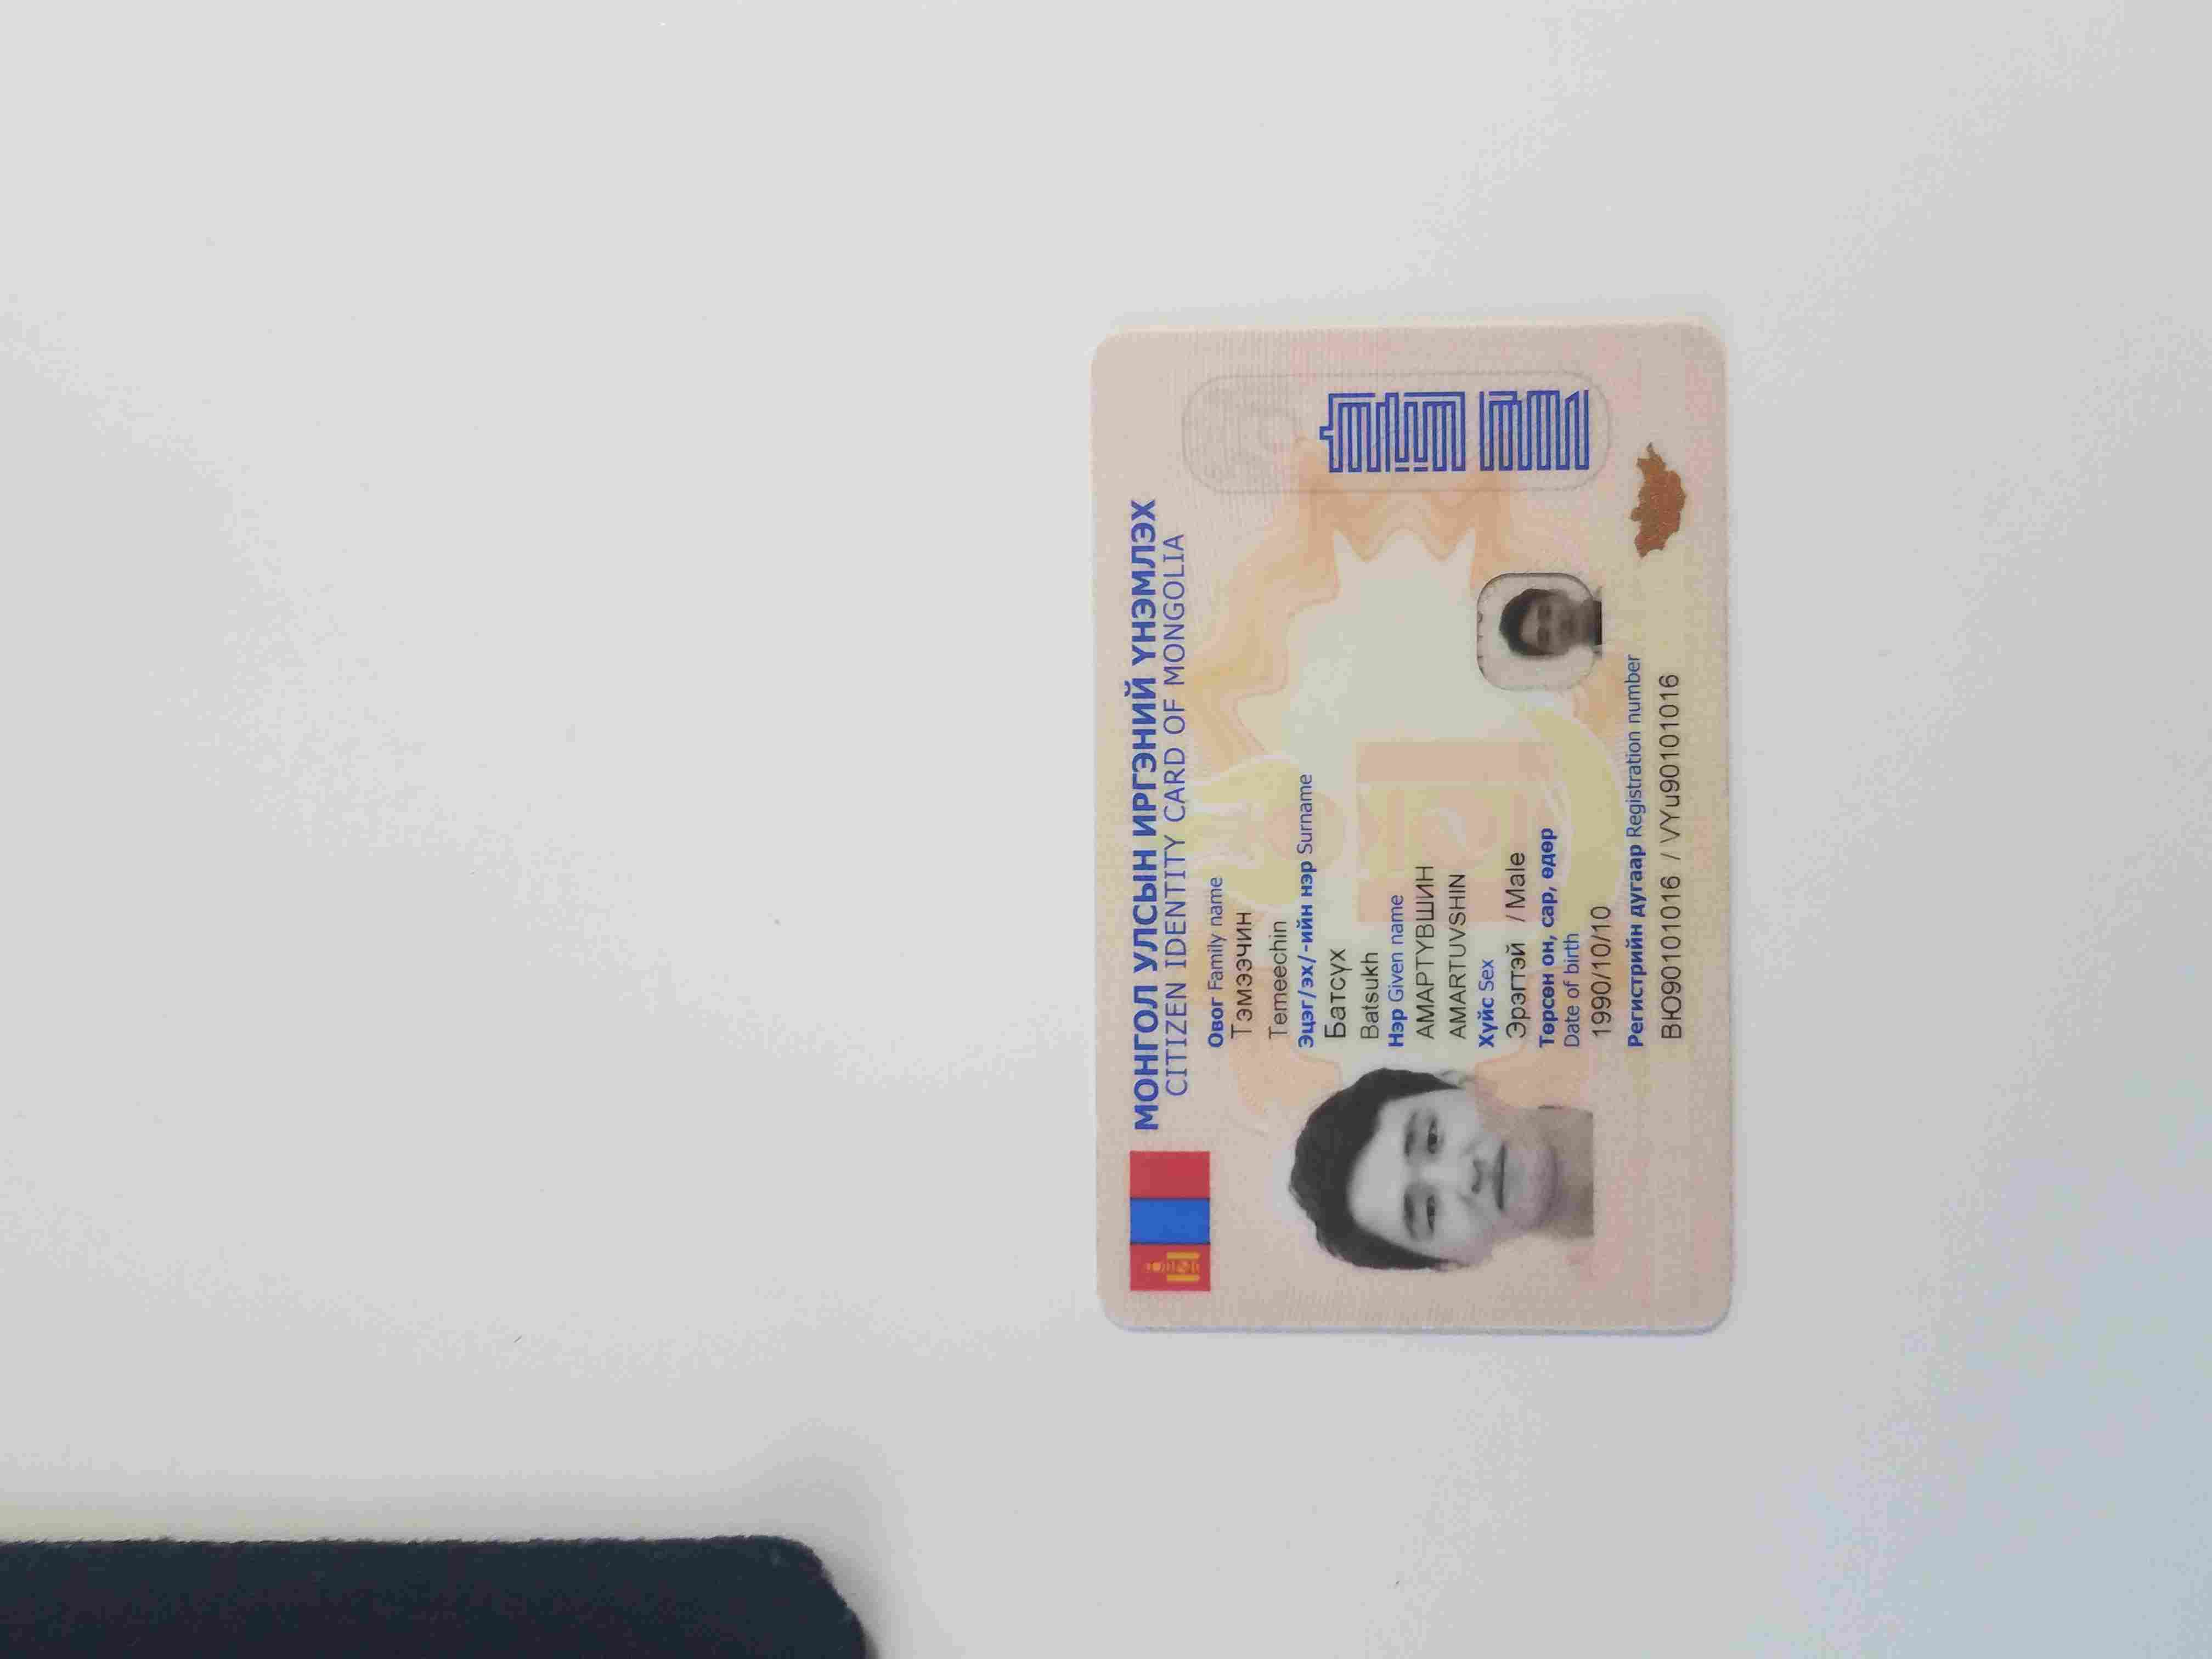 МОНГОЛ УЛСЫН ИРГЭНИЙ ҮНЭМЛЭХ
CITIZEN IDENTITY CARD OF MONGOLIA
Овог Family name
Тэмээчин
Temeechin
Эцэг/эх/-ийн нэр Surname
Батсүх
Batsukh
Нэр Given name
АМАРТҮВШИН
AMARTUVSHIN
Хүйс Sex
Эрэгтэй / Male
Төрсөн он, сар, өдөр
Date of birth
1990/10/10
Регистрийн дугаар Registration number
ВЮ90101016 / VYu90101016